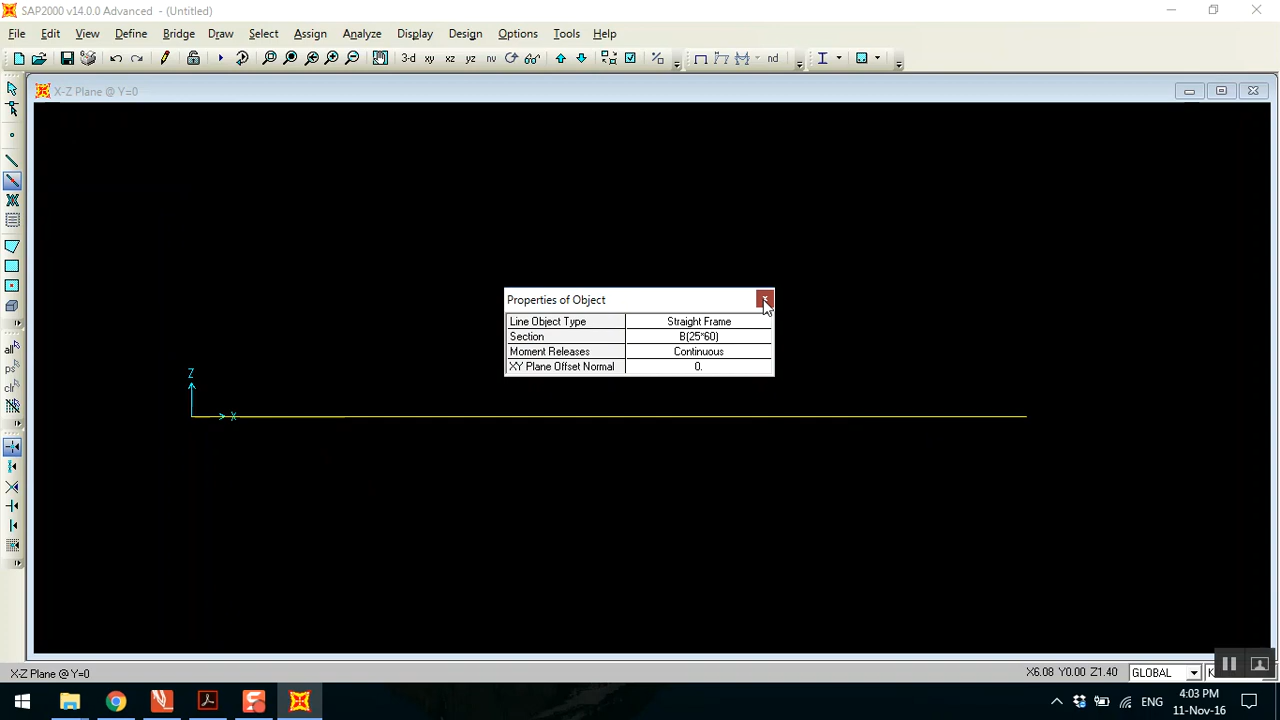 SAP2000 v14.0.0 Advanced - (Untitled)
File Edit View Define Bridge Draw Select Assign Analyze Display Design Options Tools Help
3-d xy xz yz nv nd
X-Z Plane @ Y=0
all
ps
clr
Properties of Object
Line Object Type Straight Frame
Section B(25*60)
Moment Releases Continuous
XY Plane Offset Normal 0.
Z
X
X-Z Plane @ Y=0 X6.08 Y0.00 Z1.40 GLOBAL
ENG 4:03 PM
11-Nov-16